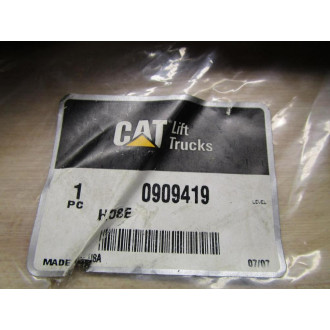 CAT Lift
Trucks
1 0909419
PC
HOSE
MADE USA 07/07